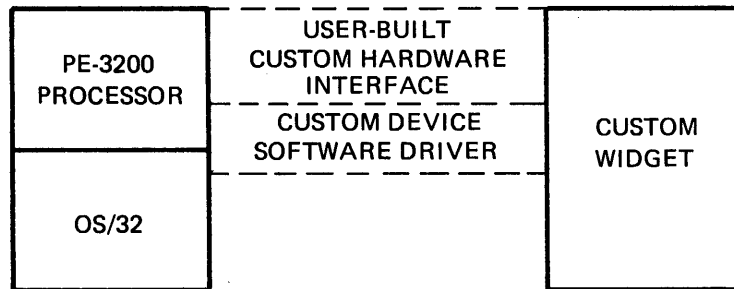 PE-3200
PROCESSOR
OS/32
USER-BUILT
CUSTOM HARDWARE
INTERFACE
CUSTOM DEVICE
SOFTWARE DRIVER
CUSTOM
WIDGET